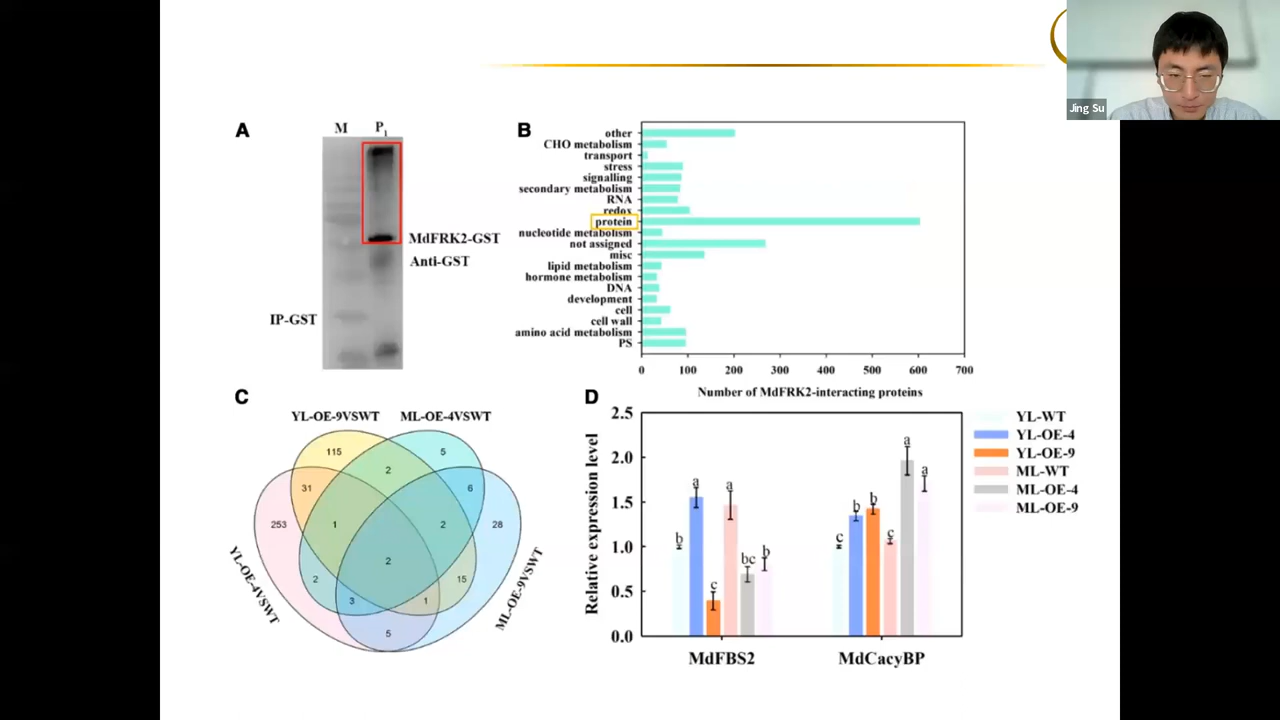 Jing Su
A
M P1
MdFRK2-GST
Anti-GST
IP-GST
B
other
CHO metabolism
transport
stress
signalling
secondary metabolism
RNA
redox
protein
nucleotide metabolism
not assigned
misc
lipid metabolism
hormone metabolism
DNA
development
cell
cell wall
amino acid metabolism
PS
0 100 200 300 400 500 600 700
Number of MdFRK2-interacting proteins
C
YL-OE-9VSWT ML-OE-4VSWT
115 5
2
31 6
253 1 2 28
2
2 15
3 1
5
YL-OE-4VSWT
ML-OE-9VSWT
D
Relative expression level
2.5
2.0
1.5
1.0
0.5
0.0
b a c a bc b
c b b c a a
MdFBS2 MdCacyBP
YL-WT
YL-OE-4
YL-OE-9
ML-WT
ML-OE-4
ML-OE-9